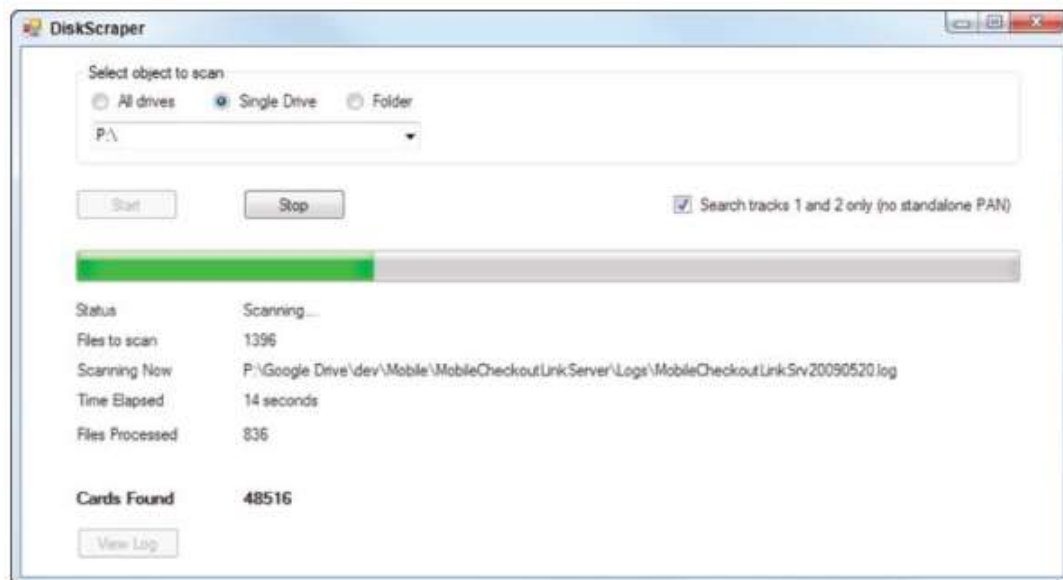 DiskScraper
Select object to scan
All drives Single Drive Folder
P:\
Start Stop Search tracks 1 and 2 only (no standalone PAN)
Status Scanning...
Files to scan 1396
Scanning Now P:\Google Drive\dev\Mobile\MobileCheckoutLinkServer\Logs\MobileCheckoutLinkSrv20090520.log
Time Elapsed 14 seconds
Files Processed 836
Cards Found 48516
View Log